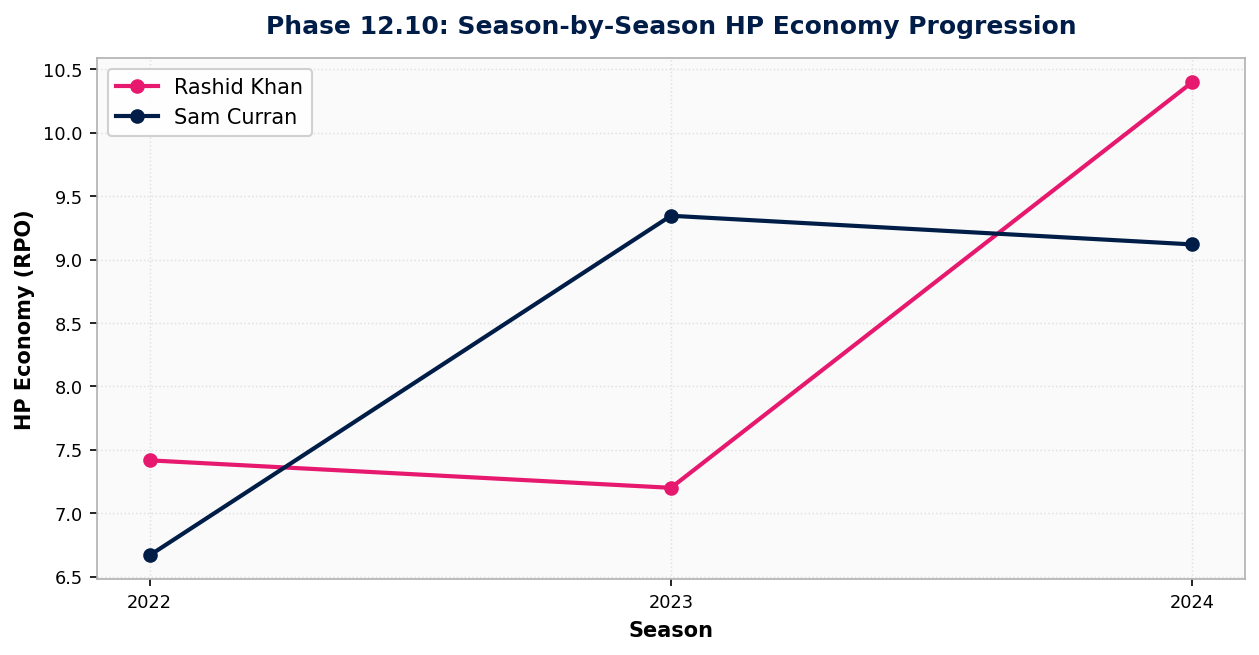 Phase 12.10: Season-by-Season HP Economy Progression
Rashid Khan
Sam Curran
HP Economy (RPO)
10.5
10.0
9.5
9.0
8.5
8.0
7.5
7.0
6.5
2022
2023
2024
Season